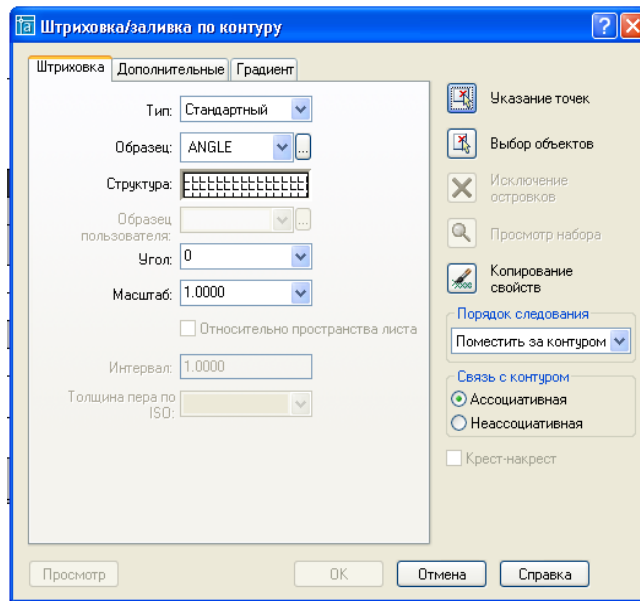 Штриховка/заливка по контуру
Штриховка
Дополнительные
Градиент
Тип: Стандартный
Образец: ANGLE ...
Структура:
Образец
пользователя: ...
Угол: 0
Масштаб: 1.0000
Относительно пространства листа
Интервал: 1.0000
Толщина пера по
ISO:
Указание точек
Выбор объектов
Исключение
островков
Просмотр набора
Копирование
свойств
Порядок следования
Поместить за контуром
Связь с контуром
Ассоциативная
Неассоциативная
Крест-накрест
Просмотр
OK
Отмена
Справка